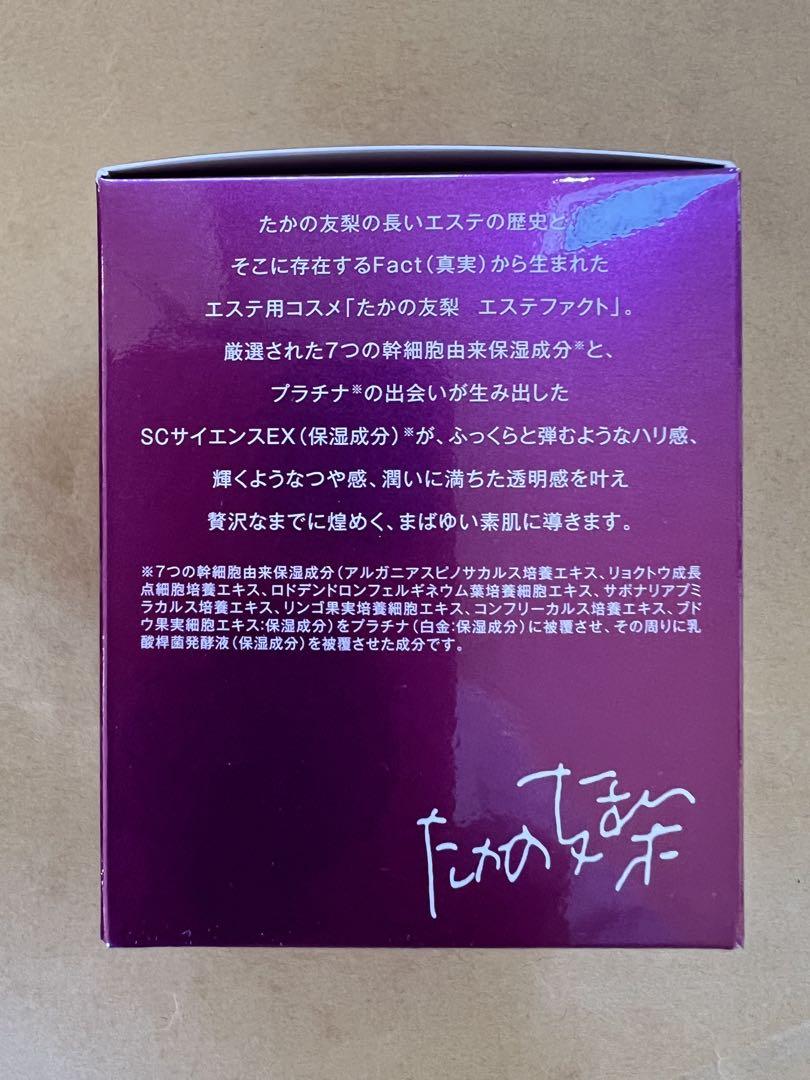 たかの友梨の長いエステの歴史と、
そこに存在するFact(真実)から生まれた
エステ用コスメ「たかの友梨　エステファクト」。
厳選された7つの幹細胞由来保湿成分※と、
プラチナ※の出会いが生み出した
SCサイエンスEX(保湿成分)※が、ふっくらと弾むようなハリ感、
輝くようなつや感、潤いに満ちた透明感を叶え
贅沢なまでに煌めく、まばゆい素肌に導きます。
※7つの幹細胞由来保湿成分(アルガニアスピノサカルス培養エキス、リョクトウ成長
点細胞培養エキス、ロドデンドロンフェルギネウム葉培養細胞エキス、サポナリアプミ
ラカルス培養エキス、リンゴ果実培養細胞エキス、コンフリーカルス培養エキス、ブド
ウ果実細胞エキス:保湿成分)をプラチナ(白金:保湿成分)に被覆させ、その周りに乳
酸桿菌発酵液(保湿成分)を被覆させた成分です。
たかの友梨